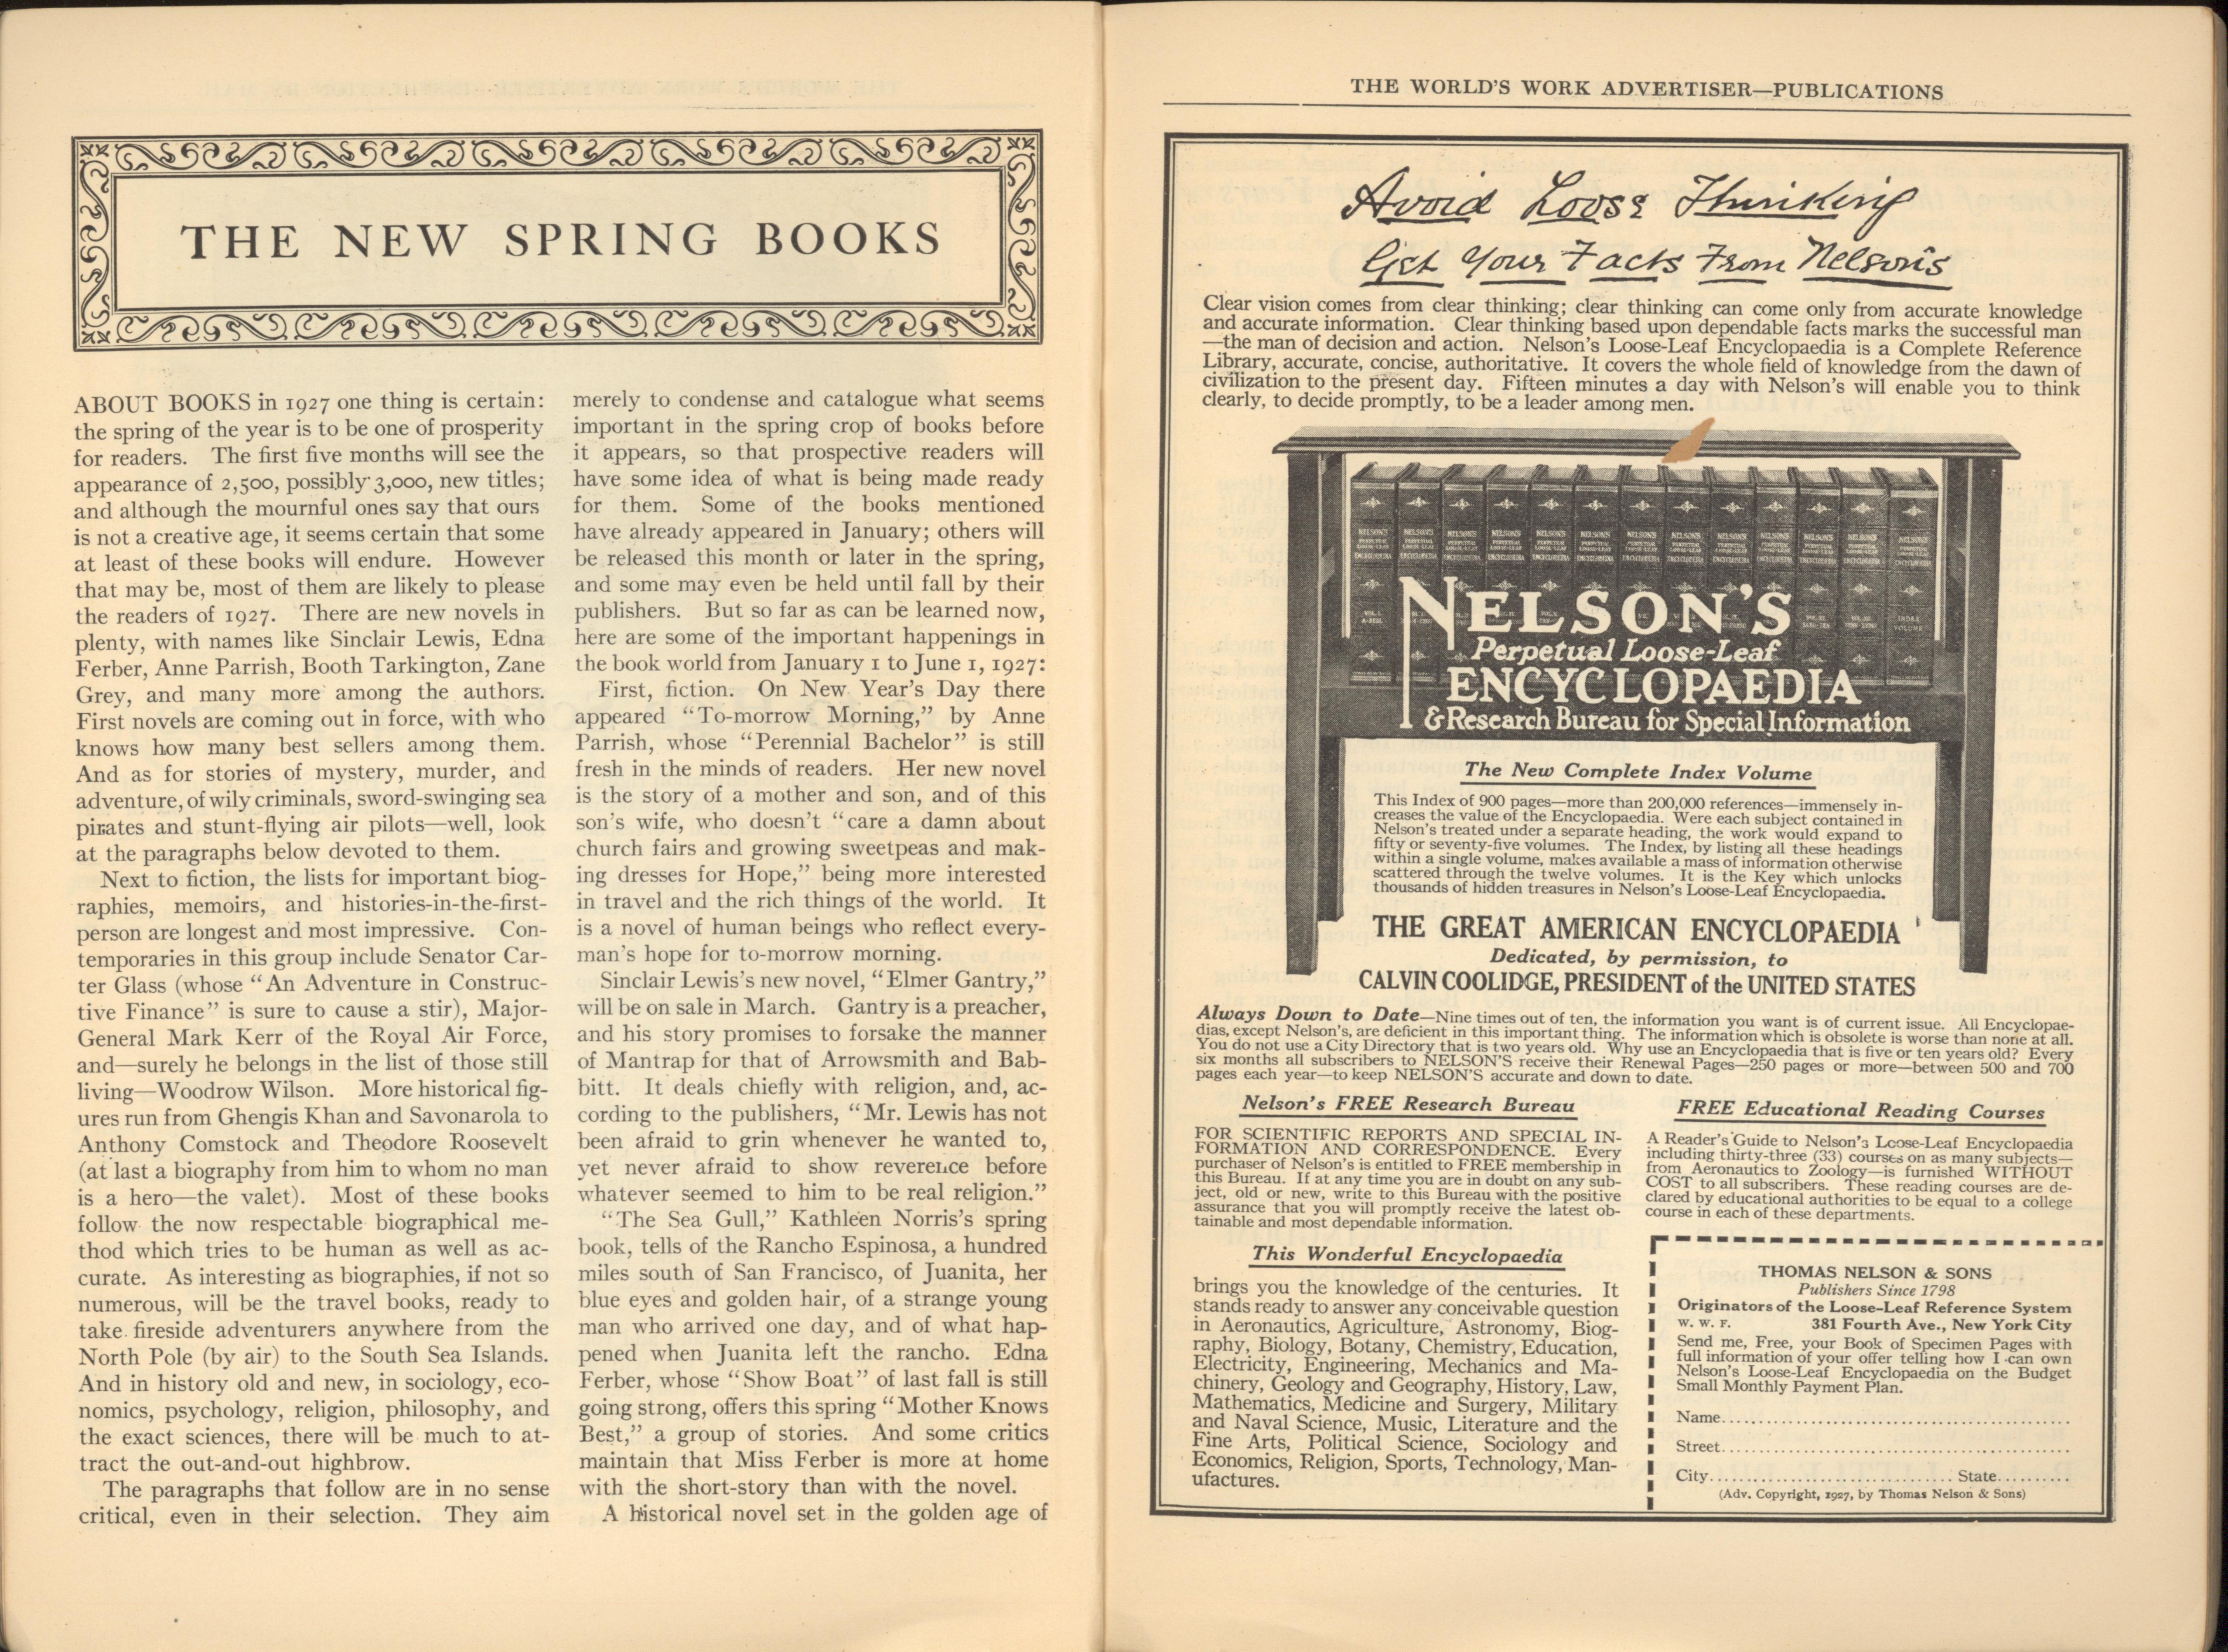 THE NEW SPRING BOOKS
ABOUT BOOKS in 1927 one thing is certain:
the spring of the year is to be one of prosperity
for readers. The first five months will see the
appearance of 2,500, possibly 3,000, new titles;
and although the mournful ones say that ours
is not a creative age, it seems certain that some
at least of these books will endure. However
that may be, most of them are likely to please
the readers of 1927. There are new novels in
plenty, with names like Sinclair Lewis, Edna
Ferber, Anne Parrish, Booth Tarkington, Zane
Grey, and many more among the authors.
First novels are coming out in force, with who
knows how many best sellers among them.
And as for stories of mystery, murder, and
adventure, of wily criminals, sword-swinging sea
pirates and stunt-flying air pilots—well, look
at the paragraphs below devoted to them.
Next to fiction, the lists for important biog-
raphies, memoirs, and histories-in-the-first-
person are longest and most impressive. Con-
temporaries in this group include Senator Car-
ter Glass (whose "An Adventure in Construc-
tive Finance" is sure to cause a stir), Major-
General Mark Kerr of the Royal Air Force,
and—surely he belongs in the list of those still
living—Woodrow Wilson. More historical fig-
ures run from Ghengis Khan and Savonarola to
Anthony Comstock and Theodore Roosevelt
(at last a biography from him to whom no man
is a hero—the valet). Most of these books
follow the now respectable biographical me-
thod which tries to be human as well as ac-
curate. As interesting as biographies, if not so
numerous, will be the travel books, ready to
take fireside adventurers anywhere from the
North Pole (by air) to the South Sea Islands.
And in history old and new, in sociology, eco-
nomics, psychology, religion, philosophy, and
the exact sciences, there will be much to at-
tract the out-and-out highbrow.
The paragraphs that follow are in no sense
critical, even in their selection. They aim
merely to condense and catalogue what seems
important in the spring crop of books before
it appears, so that prospective readers will
have some idea of what is being made ready
for them. Some of the books mentioned
have already appeared in January; others will
be released this month or later in the spring,
and some may even be held until fall by their
publishers. But so far as can be learned now,
here are some of the important happenings in
the book world from January 1 to June 1, 1927:
First, fiction. On New Year's Day there
appeared "To-morrow Morning," by Anne
Parrish, whose "Perennial Bachelor" is still
fresh in the minds of readers. Her new novel
is the story of a mother and son, and of this
son's wife, who doesn't "care a damn about
church fairs and growing sweetpeas and mak-
ing dresses for Hope," being more interested
in travel and the rich things of the world. It
is a novel of human beings who reflect every-
man's hope for to-morrow morning.
Sinclair Lewis's new novel, "Elmer Gantry,"
will be on sale in March. Gantry is a preacher,
and his story promises to forsake the manner
of Mantrap for that of Arrowsmith and Bab-
bitt. It deals chiefly with religion, and, ac-
cording to the publishers, "Mr. Lewis has not
been afraid to grin whenever he wanted to,
yet never afraid to show reverence before
whatever seemed to him to be real religion."
"The Sea Gull," Kathleen Norris's spring
book, tells of the Rancho Espinosa, a hundred
miles south of San Francisco, of Juanita, her
blue eyes and golden hair, of a strange young
man who arrived one day, and of what hap-
pened when Juanita left the rancho. Edna
Ferber, whose "Show Boat" of last fall is still
going strong, offers this spring "Mother Knows
Best," a group of stories. And some critics
maintain that Miss Ferber is more at home
with the short-story than with the novel.
A historical novel set in the golden age of
THE WORLD'S WORK ADVERTISER—PUBLICATIONS
Avoid Loose Thinking
Get Your Facts From Nelson's
Clear vision comes from clear thinking; clear thinking can come only from accurate knowledge
and accurate information. Clear thinking based upon dependable facts marks the successful man
—the man of decision and action. Nelson's Loose-Leaf Encyclopaedia is a Complete Reference
Library, accurate, concise, authoritative. It covers the whole field of knowledge from the dawn of
civilization to the present day. Fifteen minutes a day with Nelson's will enable you to think
clearly, to decide promptly, to be a leader among men.
NELSON'S
Perpetual Loose-Leaf
ENCYCLOPAEDIA
& Research Bureau for Special Information
The New Complete Index Volume
This Index of 900 pages—more than 200,000 references—immensely in-
creases the value of the Encyclopaedia. Were each subject contained in
Nelson's treated under a separate heading, the work would expand to
fifty or seventy-five volumes. The Index, by listing all these headings
within a single volume, makes available a mass of information otherwise
scattered through the twelve volumes. It is the Key which unlocks
thousands of hidden treasures in Nelson's Loose-Leaf Encyclopaedia.
THE GREAT AMERICAN ENCYCLOPAEDIA
Dedicated, by permission, to
CALVIN COOLIDGE, PRESIDENT of the UNITED STATES
Always Down to Date—Nine times out of ten, the information you want is of current issue. All Encyclopae-
dias, except Nelson's, are deficient in this important thing. The information which is obsolete is worse than none at all.
You do not use a City Directory that is two years old. Why use an Encyclopaedia that is five or ten years old? Every
six months all subscribers to NELSON'S receive their Renewal Pages—250 pages or more—between 500 and 700
pages each year—to keep NELSON'S accurate and down to date.
Nelson's FREE Research Bureau
FOR SCIENTIFIC REPORTS AND SPECIAL IN-
FORMATION AND CORRESPONDENCE. Every
purchaser of Nelson's is entitled to FREE membership in
this Bureau. If at any time you are in doubt on any sub-
ject, old or new, write to this Bureau with the positive
assurance that you will promptly receive the latest ob-
tainable and most dependable information.
FREE Educational Reading Courses
A Reader's Guide to Nelson's Loose-Leaf Encyclopaedia
including thirty-three (33) courses on as many subjects—
from Aeronautics to Zoology—is furnished WITHOUT
COST to all subscribers. These reading courses are de-
clared by educational authorities to be equal to a college
course in each of these departments.
This Wonderful Encyclopaedia
brings you the knowledge of the centuries. It
stands ready to answer any conceivable question
in Aeronautics, Agriculture, Astronomy, Biog-
raphy, Biology, Botany, Chemistry, Education,
Electricity, Engineering, Mechanics and Ma-
chinery, Geology and Geography, History, Law,
Mathematics, Medicine and Surgery, Military
and Naval Science, Music, Literature and the
Fine Arts, Political Science, Sociology and
Economics, Religion, Sports, Technology, Man-
ufactures.
THOMAS NELSON & SONS
Publishers Since 1798
Originators of the Loose-Leaf Reference System
W. W. F. 381 Fourth Ave., New York City
Send me, Free, your Book of Specimen Pages with
full information of your offer telling how I can own
Nelson's Loose-Leaf Encyclopaedia on the Budget
Small Monthly Payment Plan.
Name
Street
City State
(Adv. Copyright, 1927, by Thomas Nelson & Sons)